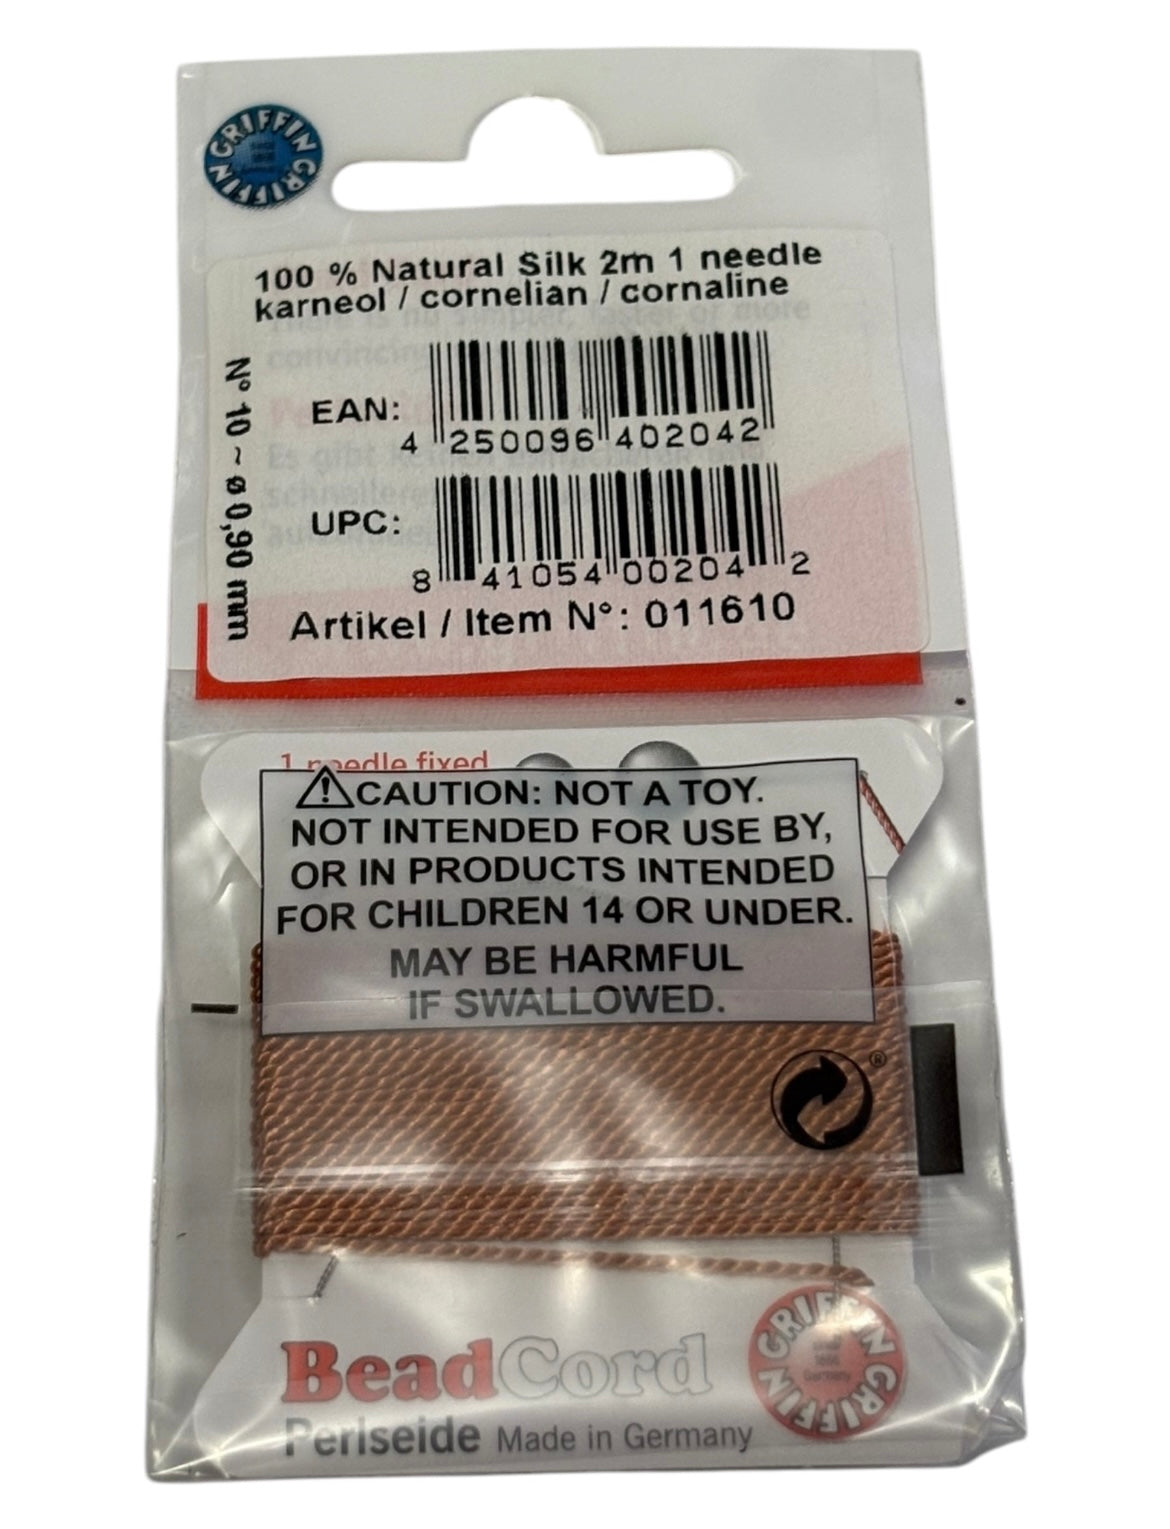 GRIFFIN GRIFFIN
100 % Natural Silk 2m 1 needle
karneol / cornelian / cornaline
N° 10 ~ ø 0,90 mm
EAN:
4 250096 402042
UPC:
8 41054 00204 2
Artikel / Item N°: 011610
1 needle fixed
⚠CAUTION: NOT A TOY.
NOT INTENDED FOR USE BY,
OR IN PRODUCTS INTENDED
FOR CHILDREN 14 OR UNDER.
MAY BE HARMFUL
IF SWALLOWED.
®
BeadCord
Perlseide Made in Germany
GRIFFIN GRIFFIN
Germany